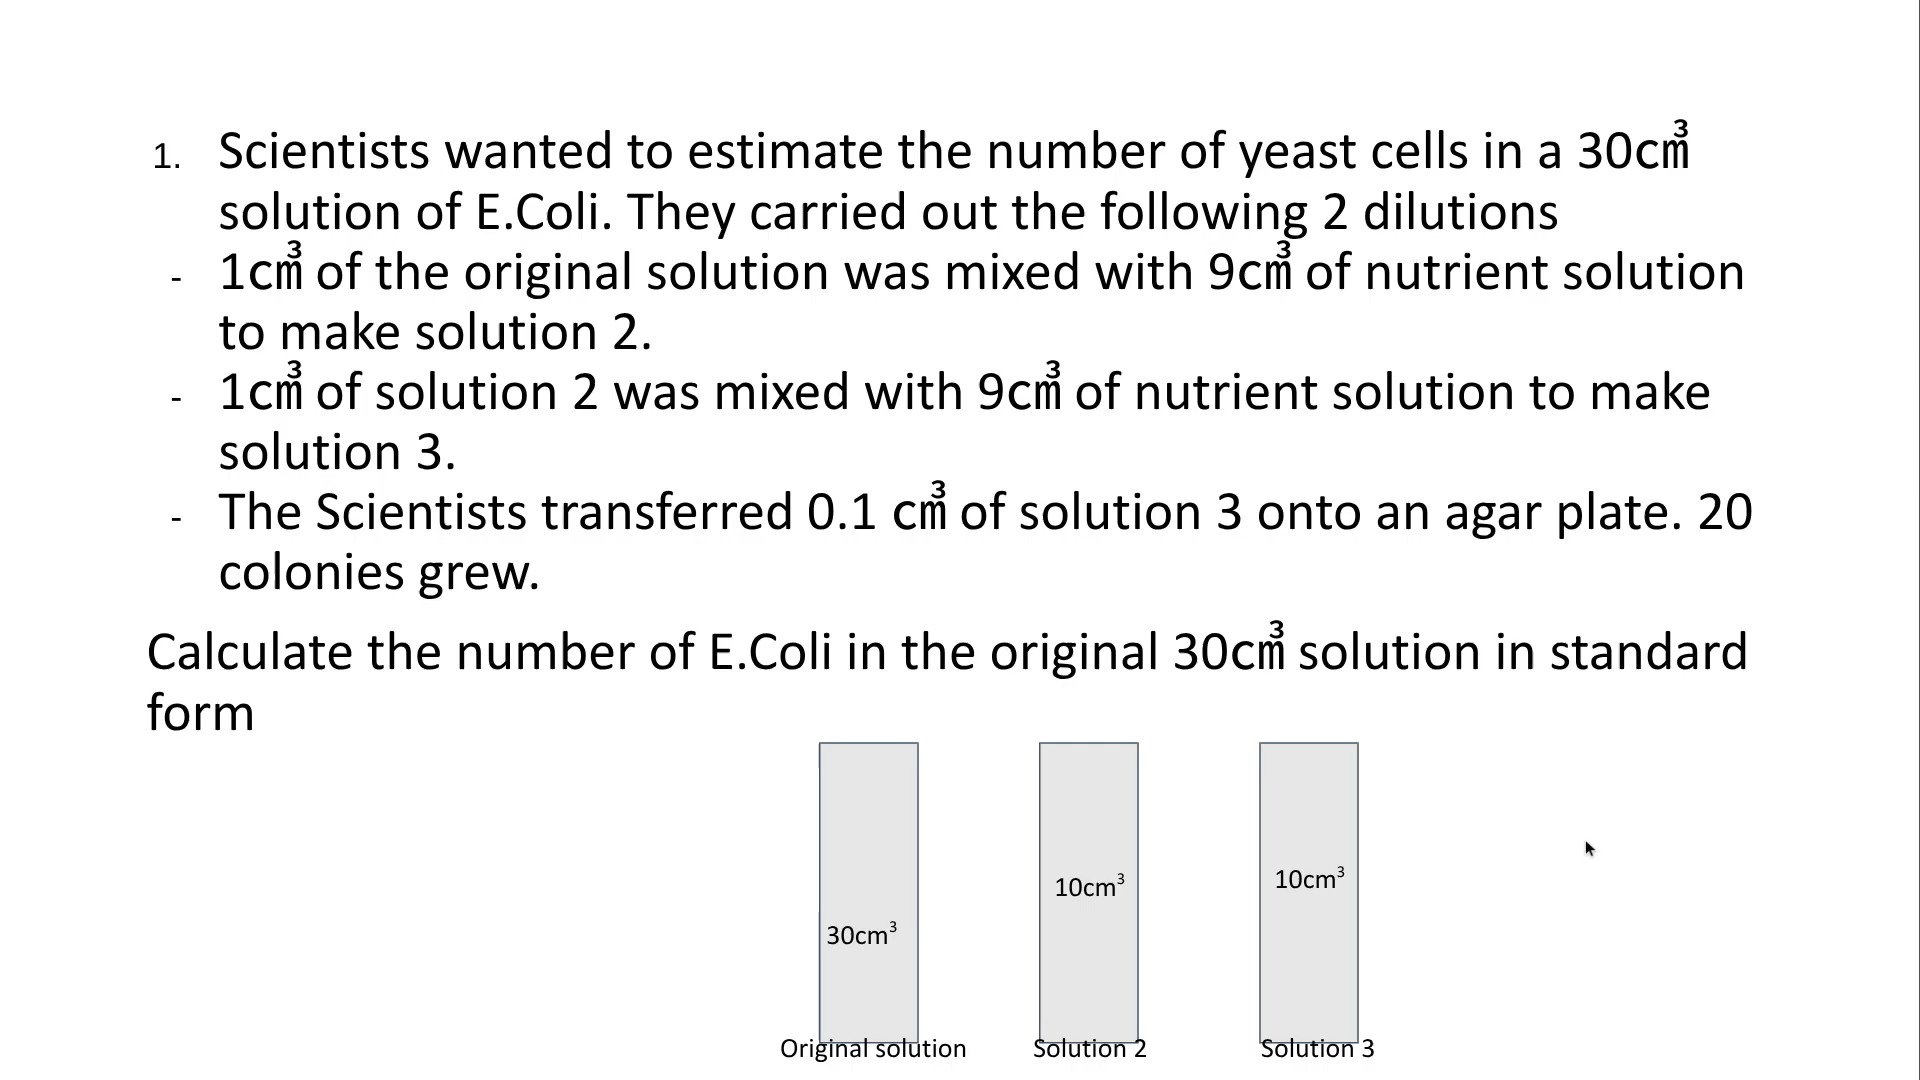 1. Scientists wanted to estimate the number of yeast cells in a 30cm³
solution of E.Coli. They carried out the following 2 dilutions
- 1cm³ of the original solution was mixed with 9cm³ of nutrient solution
to make solution 2.
- 1cm³ of solution 2 was mixed with 9cm³ of nutrient solution to make
solution 3.
- The Scientists transferred 0.1 cm³ of solution 3 onto an agar plate. 20
colonies grew.
Calculate the number of E.Coli in the original 30cm³ solution in standard
form
30cm³
10cm³
10cm³
Original solution
Solution 2
Solution 3